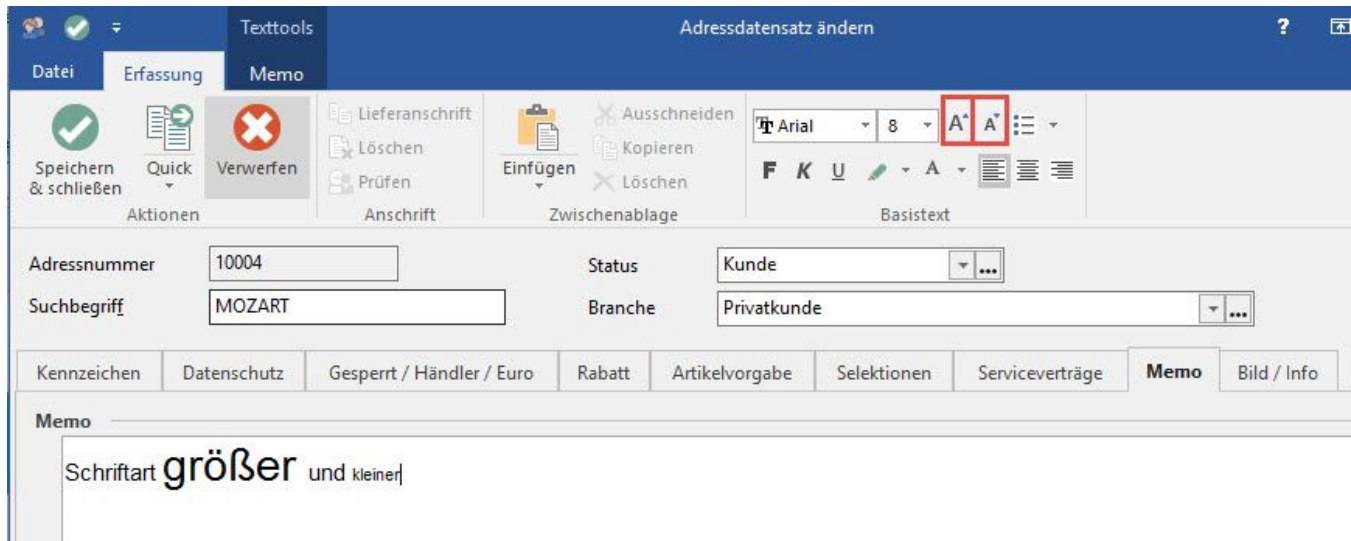 Texttools Adressdatensatz ändern ?
Datei Erfassung Memo
Speichern & schließen
Quick
Verwerfen
Aktionen
Lieferanschrift
Löschen
Prüfen
Anschrift
Einfügen
Ausschneiden
Kopieren
Löschen
Zwischenablage
Arial 8 A A
F K U A
Basistext
Adressnummer 10004 Status Kunde ...
Suchbegriff MOZART Branche Privatkunde ...
Kennzeichen Datenschutz Gesperrt / Händler / Euro Rabatt Artikelvorgabe Selektionen Serviceverträge Memo Bild / Info
Memo
Schriftart größer und kleiner